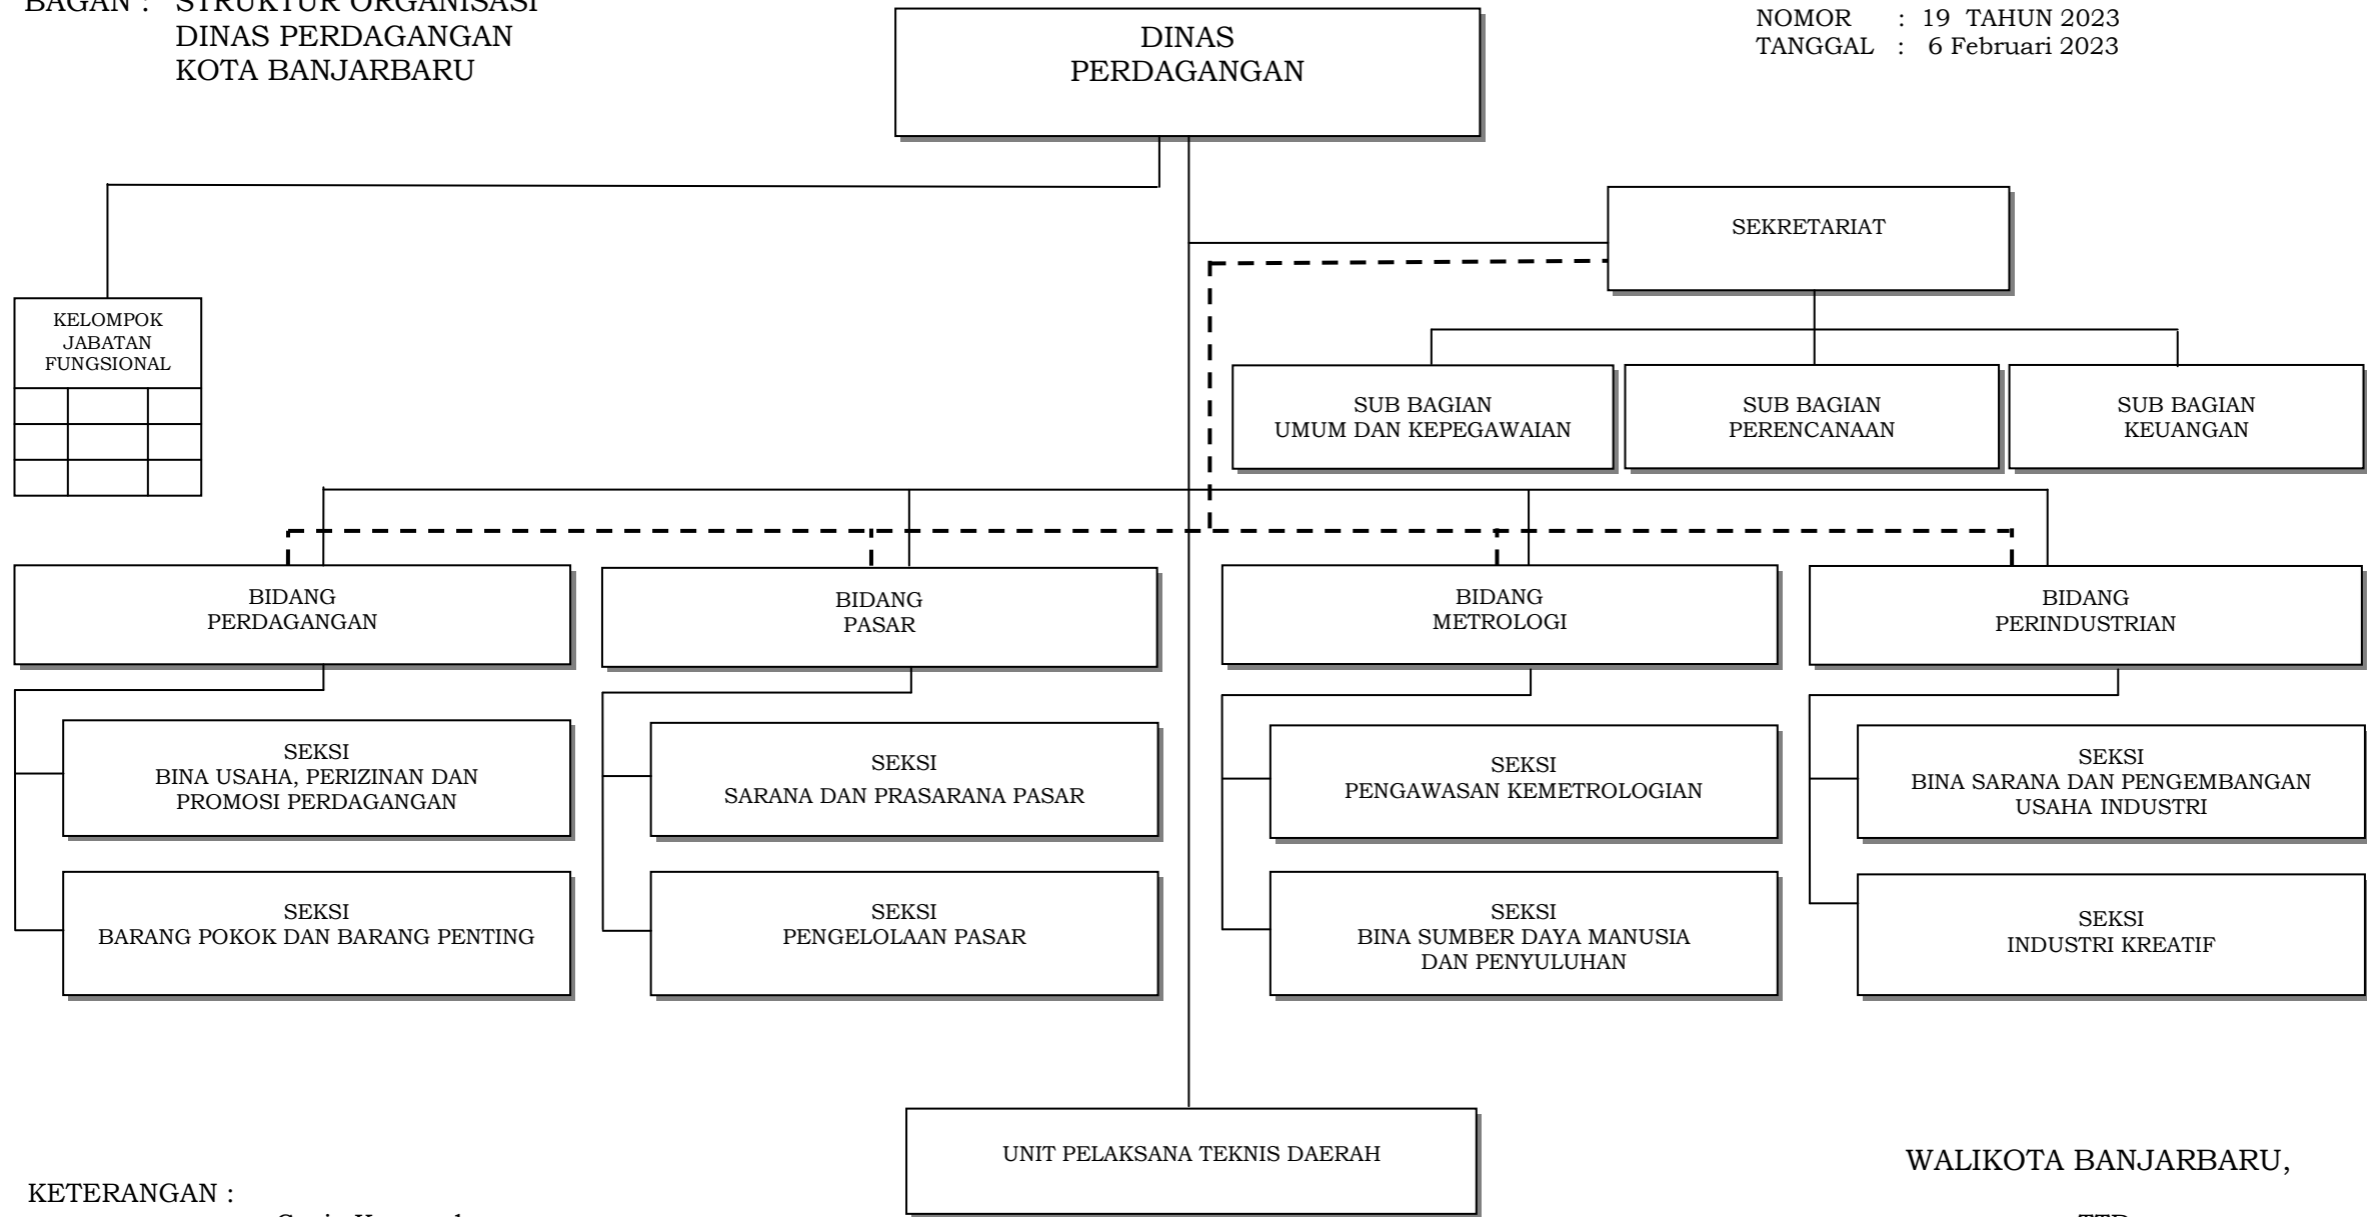 BAGAN : STRUKTUR ORGANISASI
DINAS PERDAGANGAN
KOTA BANJARBARU
DINAS
PERDAGANGAN
NOMOR : 19 TAHUN 2023
TANGGAL : 6 Februari 2023
SEKRETARIAT
KELOMPOK
JABATAN
FUNGSIONAL
SUB BAGIAN
UMUM DAN KEPEGAWAIAN
SUB BAGIAN
PERENCANAAN
SUB BAGIAN
KEUANGAN
BIDANG
PERDAGANGAN
BIDANG
PASAR
BIDANG
METROLOGI
BIDANG
PERINDUSTRIAN
SEKSI
BINA USAHA, PERIZINAN DAN
PROMOSI PERDAGANGAN
SEKSI
SARANA DAN PRASARANA PASAR
SEKSI
PENGAWASAN KEMETROLOGIAN
SEKSI
BINA SARANA DAN PENGEMBANGAN
USAHA INDUSTRI
SEKSI
BARANG POKOK DAN BARANG PENTING
SEKSI
PENGELOLAAN PASAR
SEKSI
BINA SUMBER DAYA MANUSIA
DAN PENYULUHAN
SEKSI
INDUSTRI KREATIF
UNIT PELAKSANA TEKNIS DAERAH
WALIKOTA BANJARBARU,
KETERANGAN :
TTD